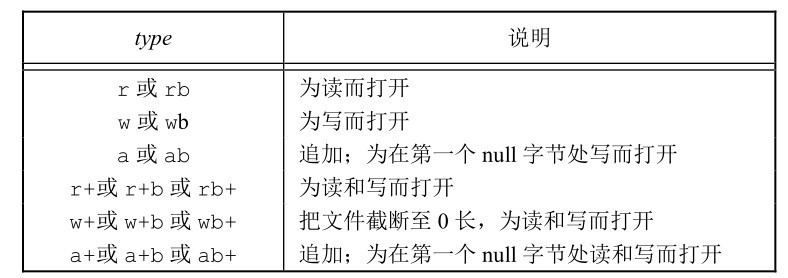 type 说明
r 或 rb 为读而打开
w 或 wb 为写而打开
a 或 ab 追加；为在第一个 null 字节处写而打开
r+或 r+b 或 rb+ 为读和写而打开
w+或 w+b 或 wb+ 把文件截断至 0 长，为读和写而打开
a+或 a+b 或 ab+ 追加；为在第一个 null 字节处读和写而打开